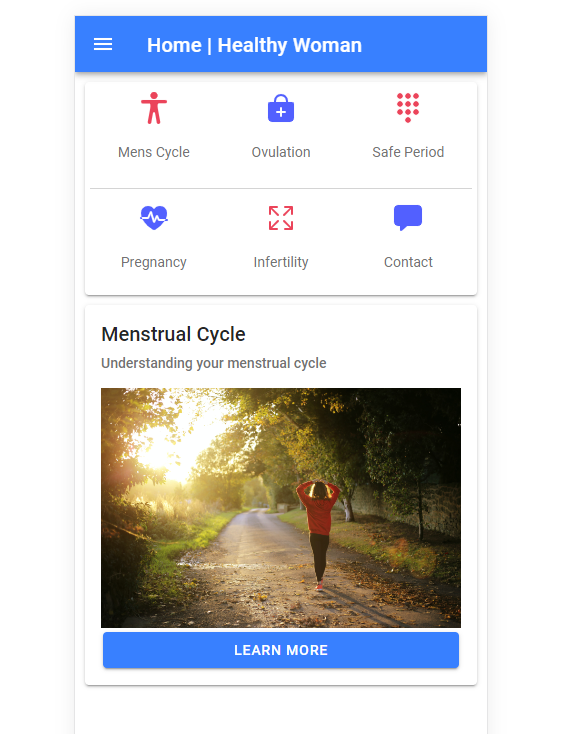 Home | Healthy Woman
Mens Cycle
Ovulation
Safe Period
Pregnancy
Infertility
Contact
Menstrual Cycle
Understanding your menstrual cycle
LEARN MORE